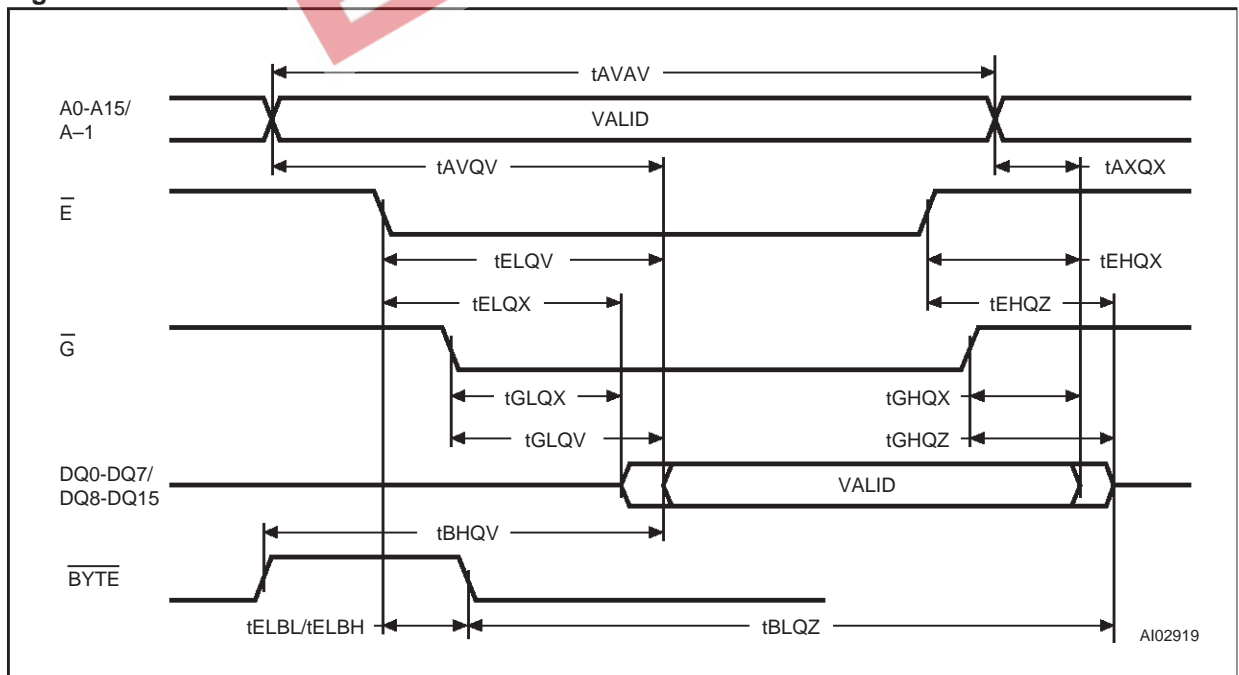 tAVAV
A0-A15/
A–1
VALID
tAVQV
tAXQX
E
tELQV
tEHQX
tELQX
tEHQZ
G
tGLQX
tGHQX
tGLQV
tGHQZ
DQ0-DQ7/
DQ8-DQ15
VALID
tBHQV
BYTE
tELBL/tELBH
tBLQZ
AI02919